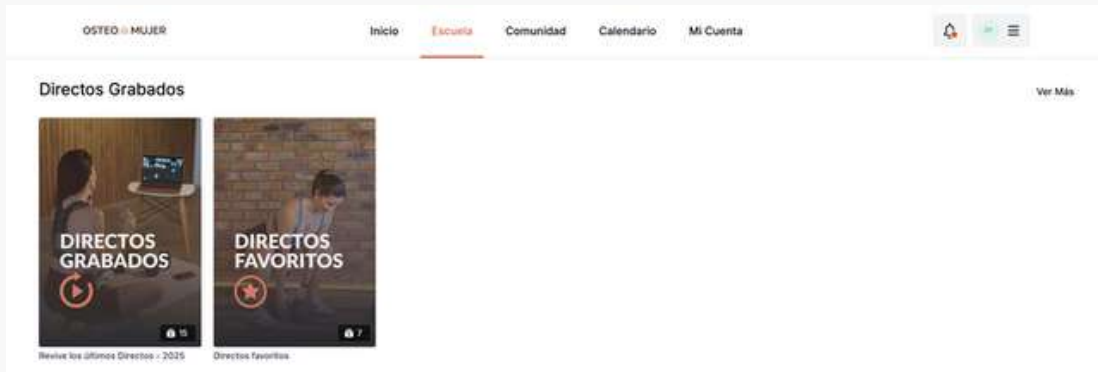 OSTEO MUJER
Inicio Escuela Comunidad Calendario Mi Cuenta
Directos Grabados
Ver Más
DIRECTOS
GRABADOS
15
Revive los últimos Directos - 2025
DIRECTOS
FAVORITOS
7
Directos favoritos